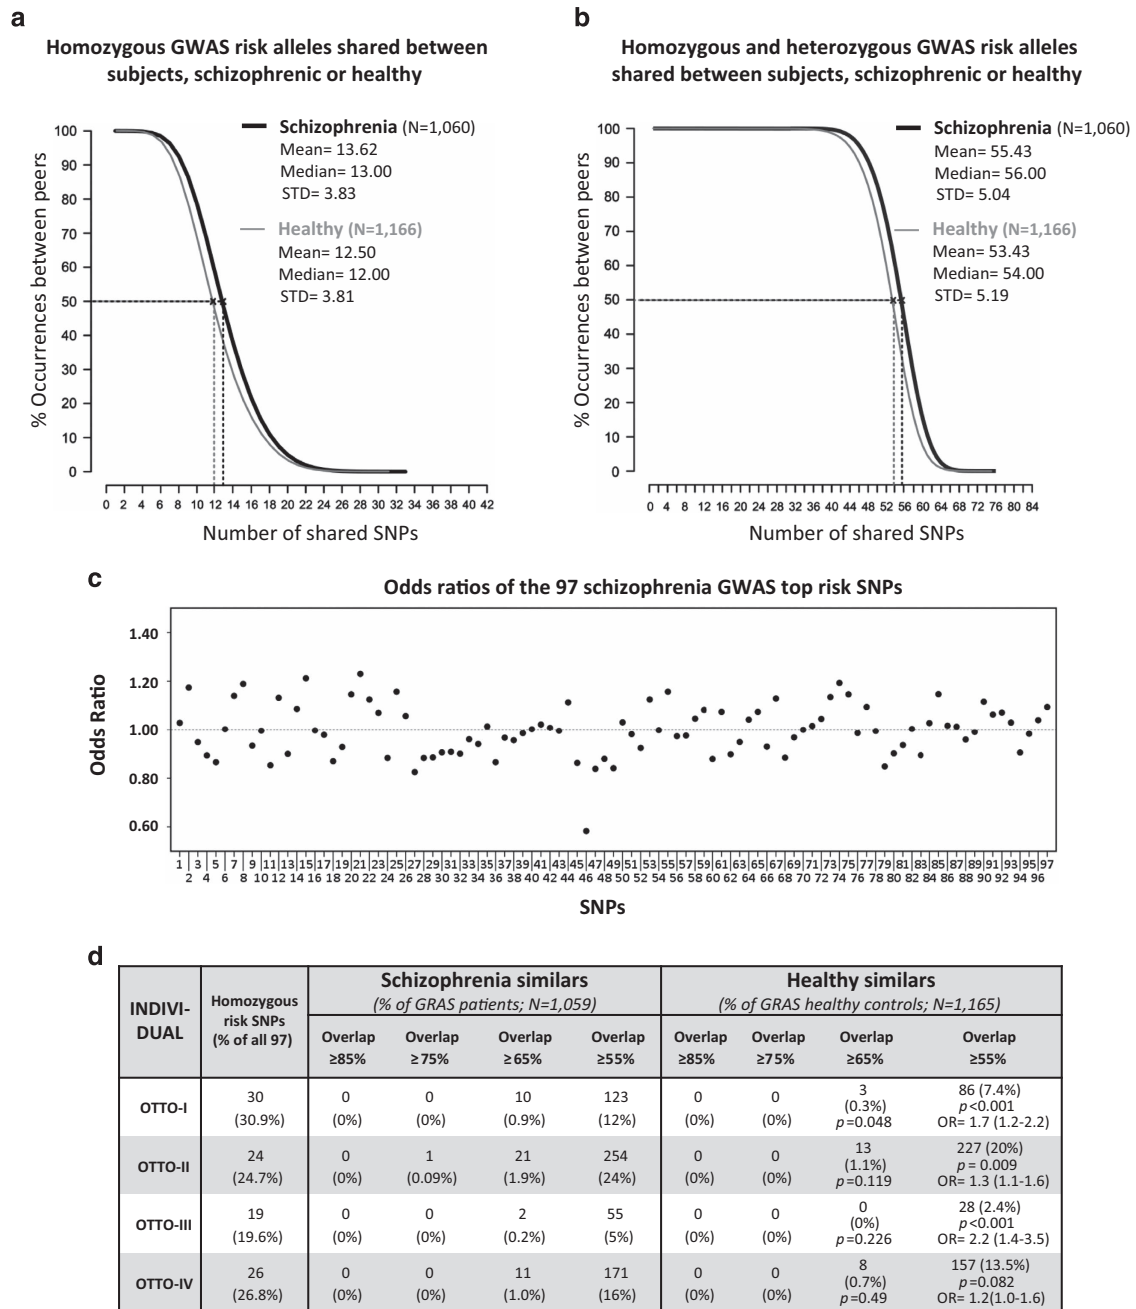 a
Homozygous GWAS risk alleles shared between
subjects, schizophrenic or healthy
Schizophrenia (N=1,060)
Mean= 13.62
Median= 13.00
STD= 3.83
Healthy (N=1,166)
Mean= 12.50
Median= 12.00
STD= 3.81
% Occurrences between peers
100
90
80
70
60
50
40
30
20
10
0
0 2 4 6 8 10 12 14 16 18 20 22 24 26 28 30 32 34 36 38 40 42
Number of shared SNPs
b
Homozygous and heterozygous GWAS risk alleles
shared between subjects, schizophrenic or healthy
Schizophrenia (N=1,060)
Mean= 55.43
Median= 56.00
STD= 5.04
Healthy (N=1,166)
Mean= 53.43
Median= 54.00
STD= 5.19
% Occurrences between peers
100
90
80
70
60
50
40
30
20
10
0
0 4 8 12 16 20 24 28 32 36 40 44 48 52 56 60 64 68 72 76 80 84
Number of shared SNPs
c
Odds ratios of the 97 schizophrenia GWAS top risk SNPs
Odds Ratio
1.40
1.20
1.00
0.80
0.60
1 3 5 7 9 11 13 15 17 19 21 23 25 27 29 31 33 35 37 39 41 43 45 47 49 51 53 55 57 59 61 63 65 67 69 71 73 75 77 79 81 83 85 87 89 91 93 95 97
2 4 6 8 10 12 14 16 18 20 22 24 26 28 30 32 34 36 38 40 42 44 46 48 50 52 54 56 58 60 62 64 66 68 70 72 74 76 78 80 82 84 86 88 90 92 94 96
SNPs
d
INDIVI-
DUAL
Homozygous
risk SNPs
(% of all 97)
Schizophrenia similars
(% of GRAS patients; N=1,059)
Healthy similars
(% of GRAS healthy controls; N=1,165)
Overlap Overlap Overlap Overlap Overlap Overlap Overlap Overlap
≥85% ≥75% ≥65% ≥55% ≥85% ≥75% ≥65% ≥55%
OTTO-I
30 0 0 10 123 0 0 3 86 (7.4%)
(30.9%) (0%) (0%) (0.9%) (12%) (0%) (0%) (0.3%) p<0.001
p=0.048 OR= 1.7 (1.2-2.2)
OTTO-II
24 0 1 21 254 0 0 13 227 (20%)
(24.7%) (0%) (0.09%) (1.9%) (24%) (0%) (0%) (1.1%) p= 0.009
p=0.119 OR= 1.3 (1.1-1.6)
OTTO-III
19 0 0 2 55 0 0 0 28 (2.4%)
(19.6%) (0%) (0%) (0.2%) (5%) (0%) (0%) (0%) p<0.001
p=0.226 OR= 2.2 (1.4-3.5)
OTTO-IV
26 0 0 11 171 0 0 8 157 (13.5%)
(26.8%) (0%) (0%) (1.0%) (16%) (0%) (0%) (0.7%) p=0.082
p=0.49 OR= 1.2(1.0-1.6)